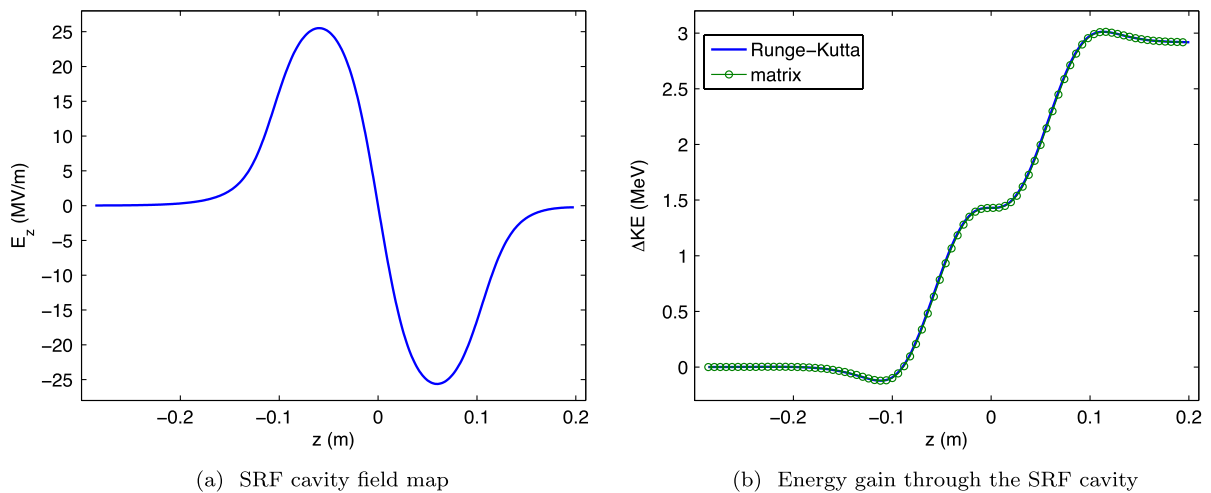 25
20
15
10
5
0
−5
−10
−15
−20
−25
E_z (MV/m)
−0.2 −0.1 0 0.1 0.2
z (m)
(a) SRF cavity field map
3
2.5
2
1.5
1
0.5
0
ΔKE (MeV)
Runge−Kutta
matrix
−0.2 −0.1 0 0.1 0.2
z (m)
(b) Energy gain through the SRF cavity